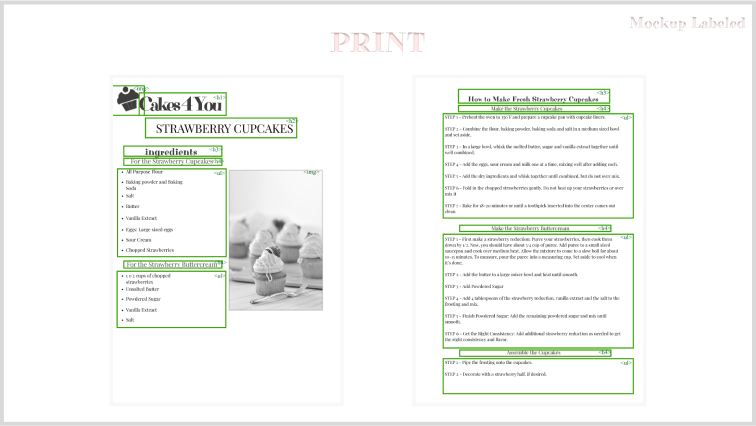 Mockup Labeled
PRINT
<img>
<h1>
Cakes 4 You
<h2>
STRAWBERRY CUPCAKES
<h3>
ingredients
For the Strawberry Cupcakes <h4>
<ul>
• All Purpose Flour
• Baking powder and Baking
Soda
• Salt
• Butter
• Vanilla Extract
• Eggs: Large sized eggs
• Sour Cream
• Chopped Strawberries
<img>
For the Strawberry Buttercream <h4>
<ul>
• 1 1/2 cups of chopped
strawberries
• Unsalted Butter
• Powdered Sugar
• Vanilla Extract
• Salt
<h3>
How to Make Fresh Strawberry Cupcakes
Make the Strawberry Cupcakes <h4>
<ul>
STEP 1 - Preheat the oven to 350 F and prepare a cupcake pan with cupcake liners.
STEP 2 - Combine the flour, baking powder, baking soda and salt in a medium sized bowl
and set aside.
STEP 3 - In a large bowl, whisk the melted butter, sugar and vanilla extract together until
well combined.
STEP 4 - Add the eggs, sour cream and milk one at a time, mixing well after adding each.
STEP 5 - Add the dry ingredients and whisk together until combined, but do not over mix.
STEP 6 - Fold in the chopped strawberries gently. Do not beat up your strawberries or over
mix it
STEP 7 - Bake for 18-20 minutes or until a toothpick inserted into the center comes out
clean.
Make the Strawberry Buttercream <h4>
<ul>
STEP 1 - First make a strawberry reduction: Puree your strawberries, then cook them
down by 1/2. Now, you should have about 3/4 cup of puree. Add puree to a small sized
saucepan and cook over medium heat. Allow the mixture to come to a slow boil for about
10-15 minutes. To measure, pour the puree into a measuring cup. Set aside to cool when
it's done.
STEP 2 - Add the butter to a large mixer bowl and beat until smooth.
STEP 3 - Add Powdered Sugar
STEP 4 - Add 4 tablespoons of the strawberry reduction, vanilla extract and the salt to the
frosting and mix.
STEP 5 - Finish Powdered Sugar: Add the remaining powdered sugar and mix until
smooth.
STEP 6 - Get the Right Consistency: Add additional strawberry reduction as needed to get
the right consistency and flavor.
Assemble the Cupcakes <h4>
<ul>
STEP 1 - Pipe the frosting onto the cupcakes.
STEP 2 - Decorate with a strawberry half, if desired.